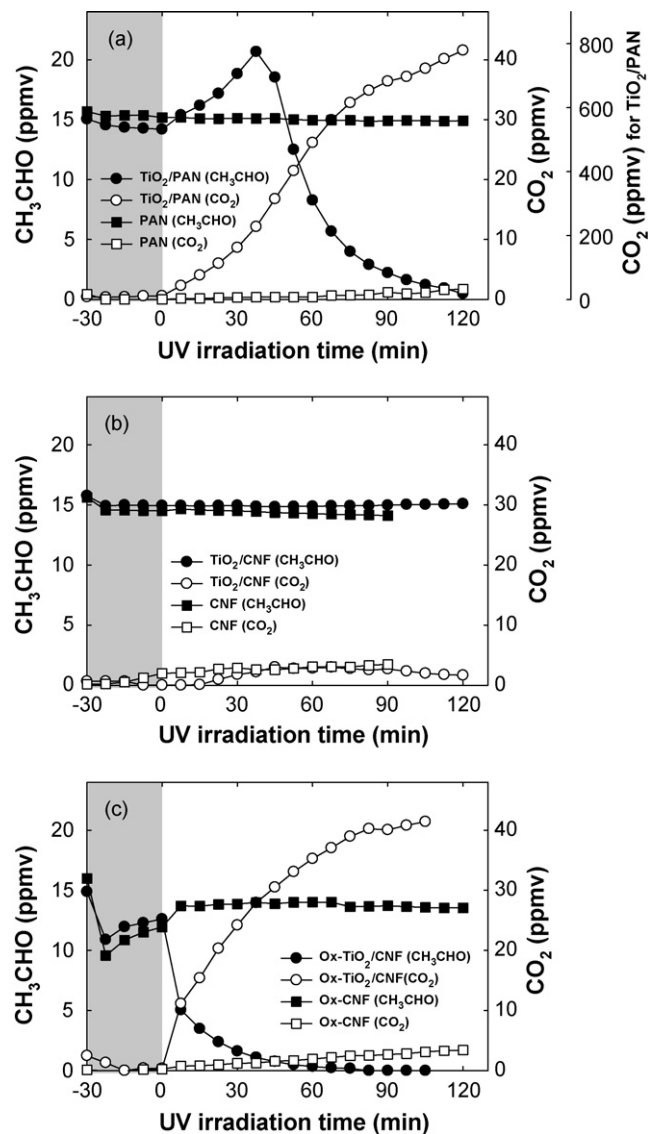 (a)
CH3CHO (ppmv)
20
15
10
5
0
TiO2/PAN (CH3CHO)
TiO2/PAN (CO2)
PAN (CH3CHO)
PAN (CO2)
40
30
20
10
0
CO2 (ppmv)
800
600
400
200
0
CO2 (ppmv) for TiO2/PAN
-30 0 30 60 90 120
UV irradiation time (min)
(b)
CH3CHO (ppmv)
20
15
10
5
0
TiO2/CNF (CH3CHO)
TiO2/CNF (CO2)
CNF (CH3CHO)
CNF (CO2)
40
30
20
10
0
CO2 (ppmv)
-30 0 30 60 90 120
UV irradiation time (min)
(c)
CH3CHO (ppmv)
20
15
10
5
0
Ox-TiO2/CNF (CH3CHO)
Ox-TiO2/CNF(CO2)
Ox-CNF (CH3CHO)
Ox-CNF (CO2)
40
30
20
10
0
CO2 (ppmv)
-30 0 30 60 90 120
UV irradiation time (min)